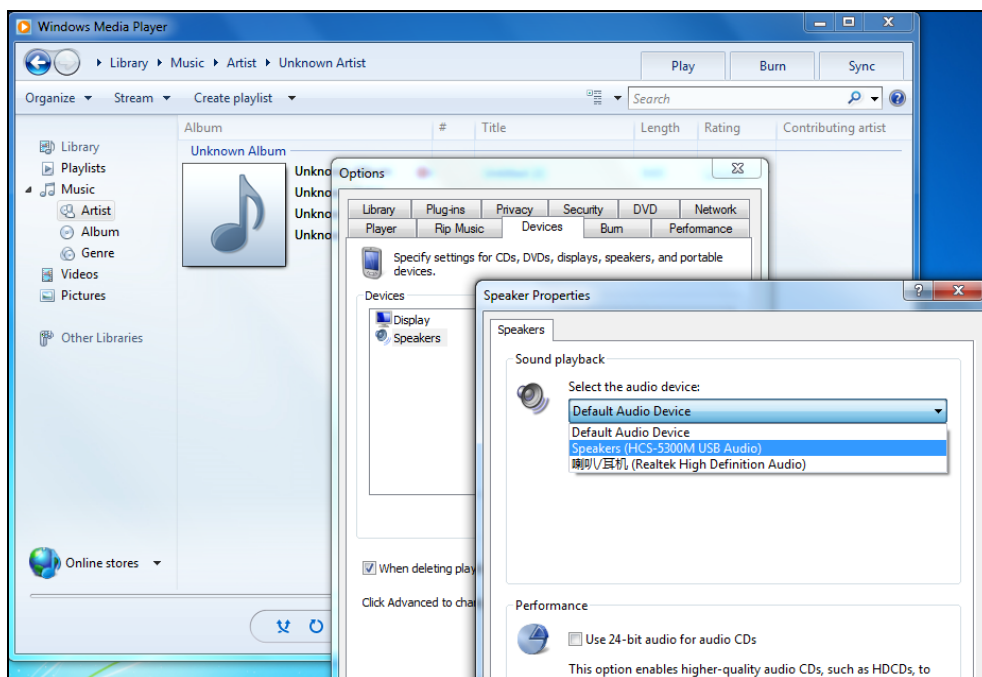 Windows Media Player
Library Music Artist Unknown Artist
Play Burn Sync
Organize Stream Create playlist
Search
Album # Title Length Rating Contributing artist
Library
Playlists
Music
Artist
Album
Genre
Videos
Pictures
Other Libraries
Online stores
Unknown Album
Unkno
Unkno
Unkno
Unkno
Options
Library Plug-ins Privacy Security DVD Network
Player Rip Music Devices Burn Performance
Specify settings for CDs, DVDs, displays, speakers, and portable
devices.
Devices
Display
Speakers
When deleting play
Click Advanced to cha
Speaker Properties
Speakers
Sound playback
Select the audio device:
Default Audio Device
Default Audio Device
Speakers (HCS-5300M USB Audio)
喇叭/耳机 (Realtek High Definition Audio)
Performance
Use 24-bit audio for audio CDs
This option enables higher-quality audio CDs, such as HDCDs, to